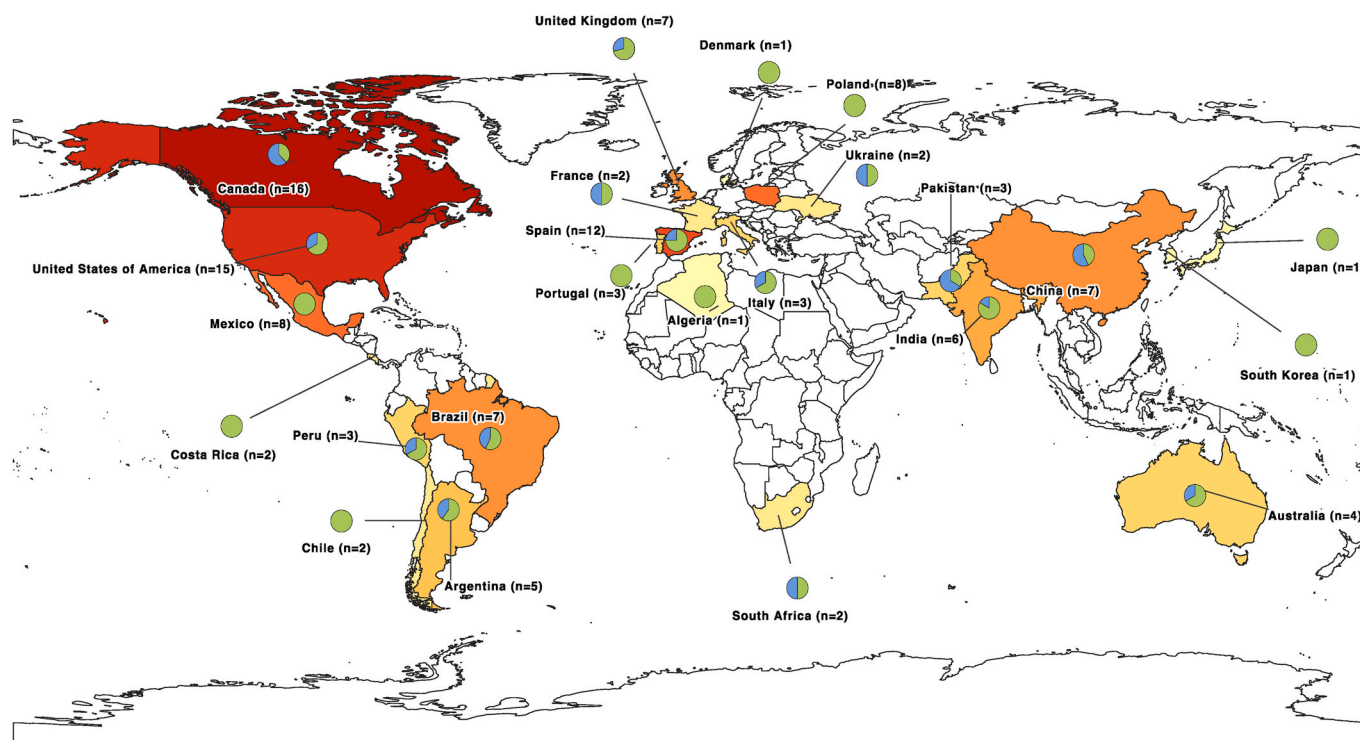 United Kingdom (n=7)
Denmark (n=1)
Poland (n=8)
Ukraine (n=2)
France (n=2)
Pakistan (n=3)
Canada (n=16)
Spain (n=12)
United States of America (n=15)
Japan (n=1
Portugal (n=3)
Italy (n=3)
China (n=7)
Mexico (n=8)
Algeria (n=1)
India (n=6)
South Korea (n=1)
Brazil (n=7)
Peru (n=3)
Costa Rica (n=2)
Australia (n=4)
Chile (n=2)
Argentina (n=5)
South Africa (n=2)